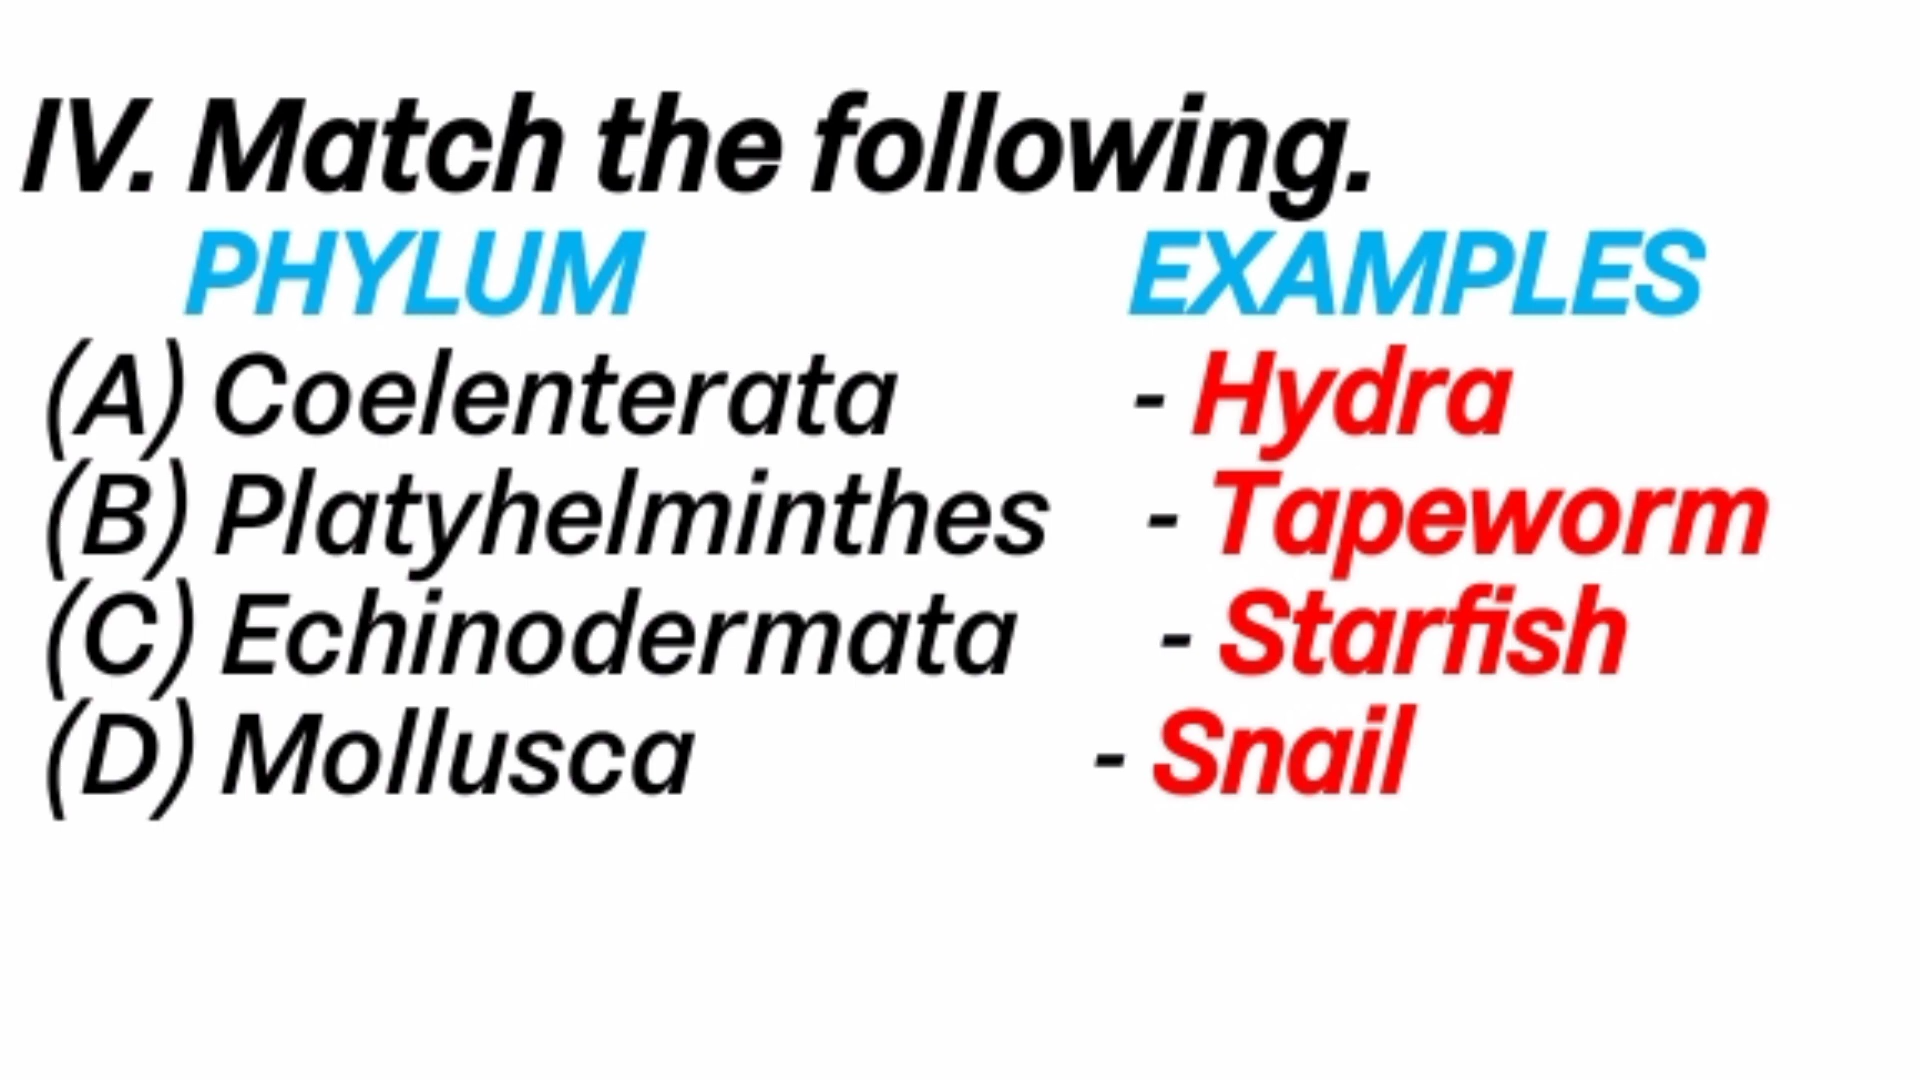 IV. Match the following.
PHYLUM EXAMPLES
(A) Coelenterata - Hydra
(B) Platyhelminthes - Tapeworm
(C) Echinodermata - Starfish
(D) Mollusca - Snail